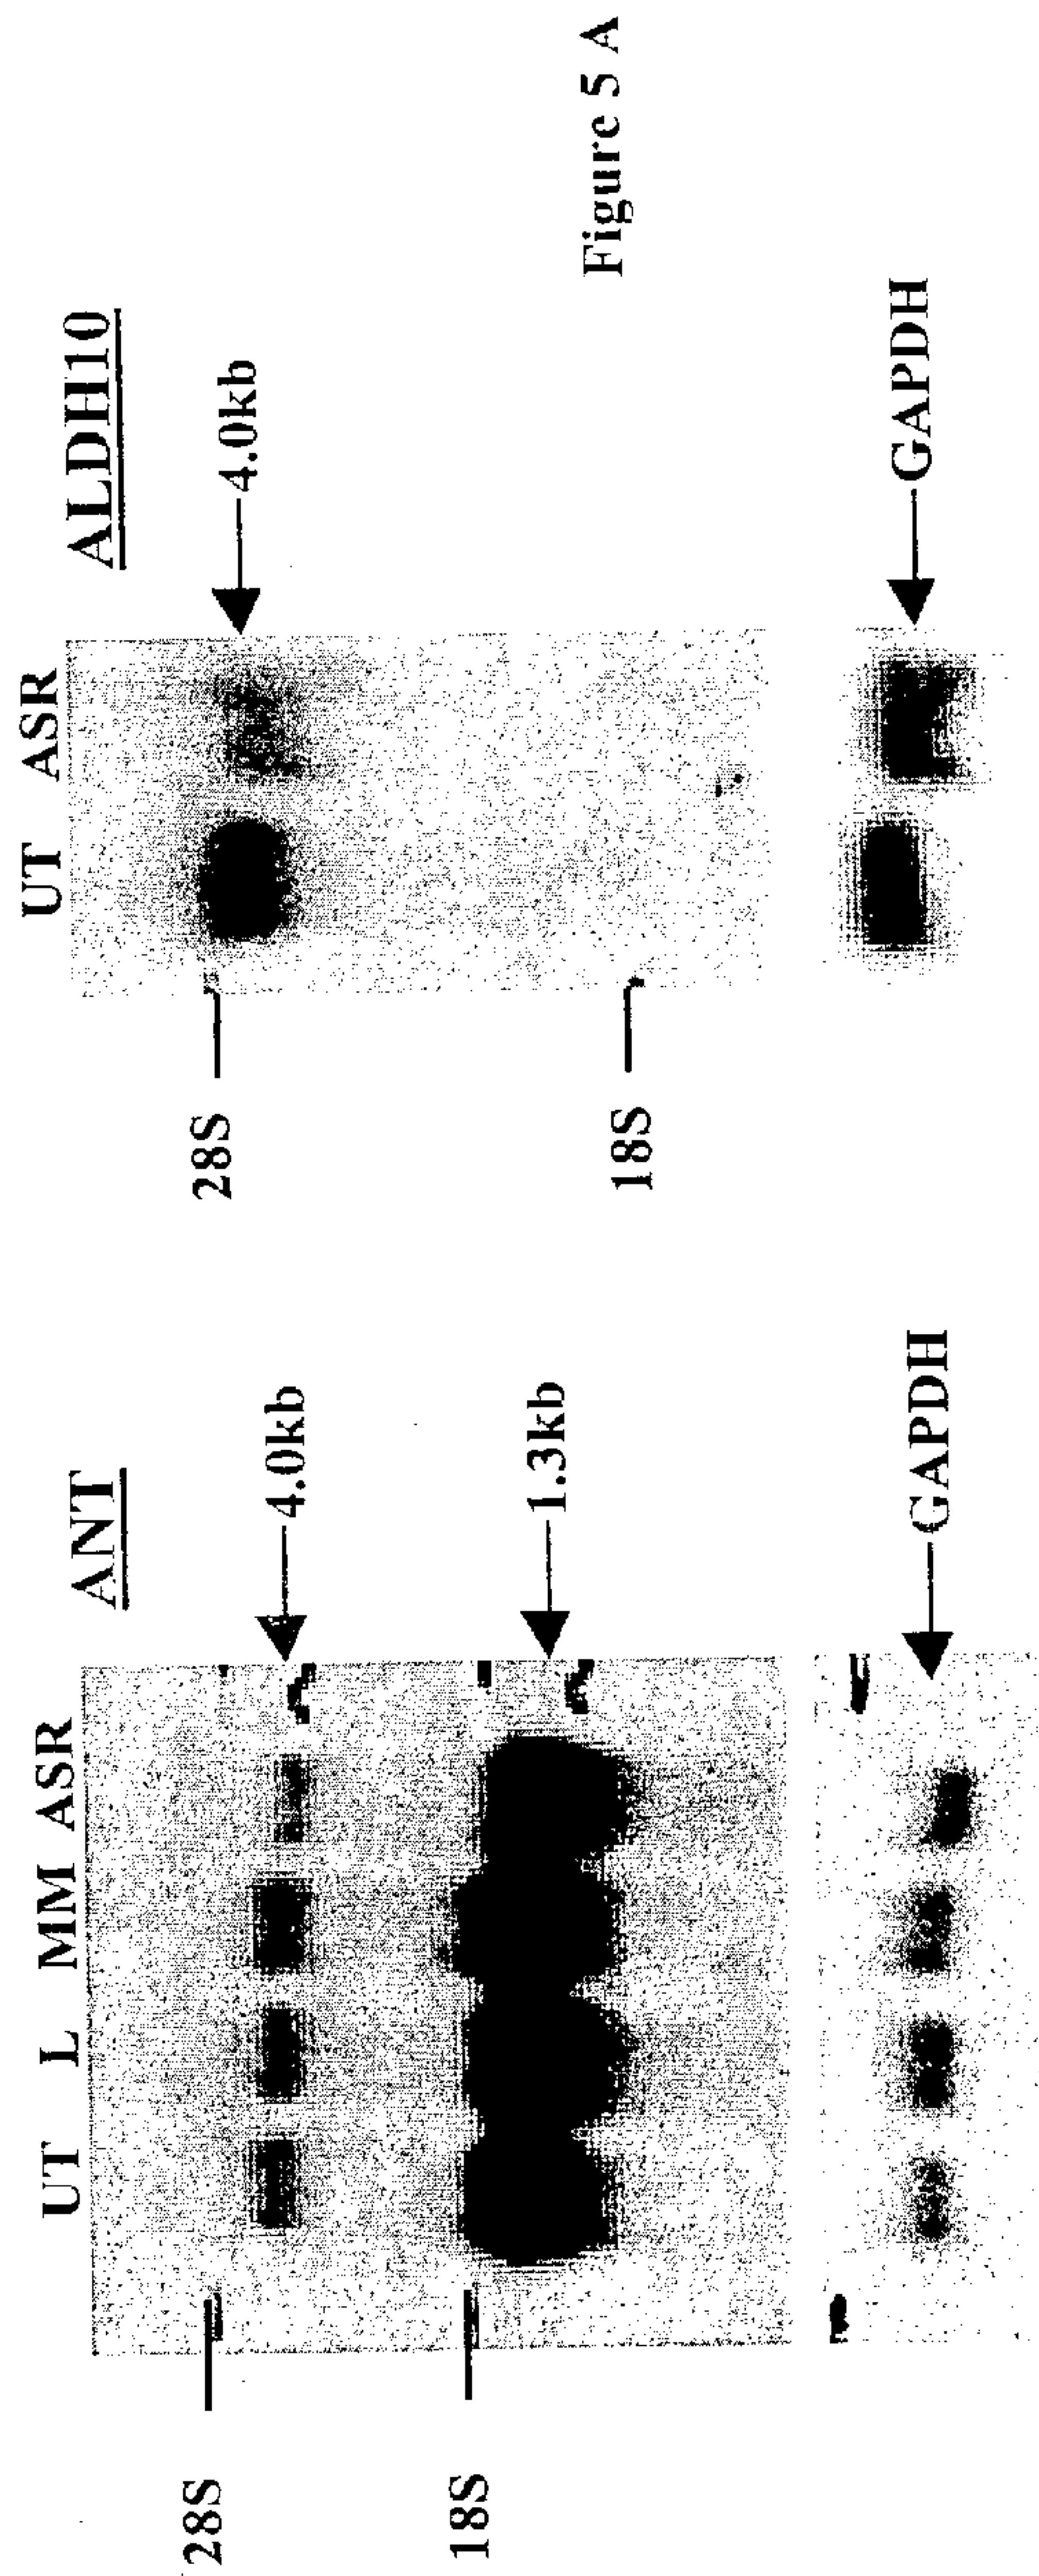 ANT
UT L MM ASR
28S
4.0kb
18S
1.3kb
GAPDH
ALDH10
UT ASR
28S
4.0kb
18S
GAPDH
Figure 5 A